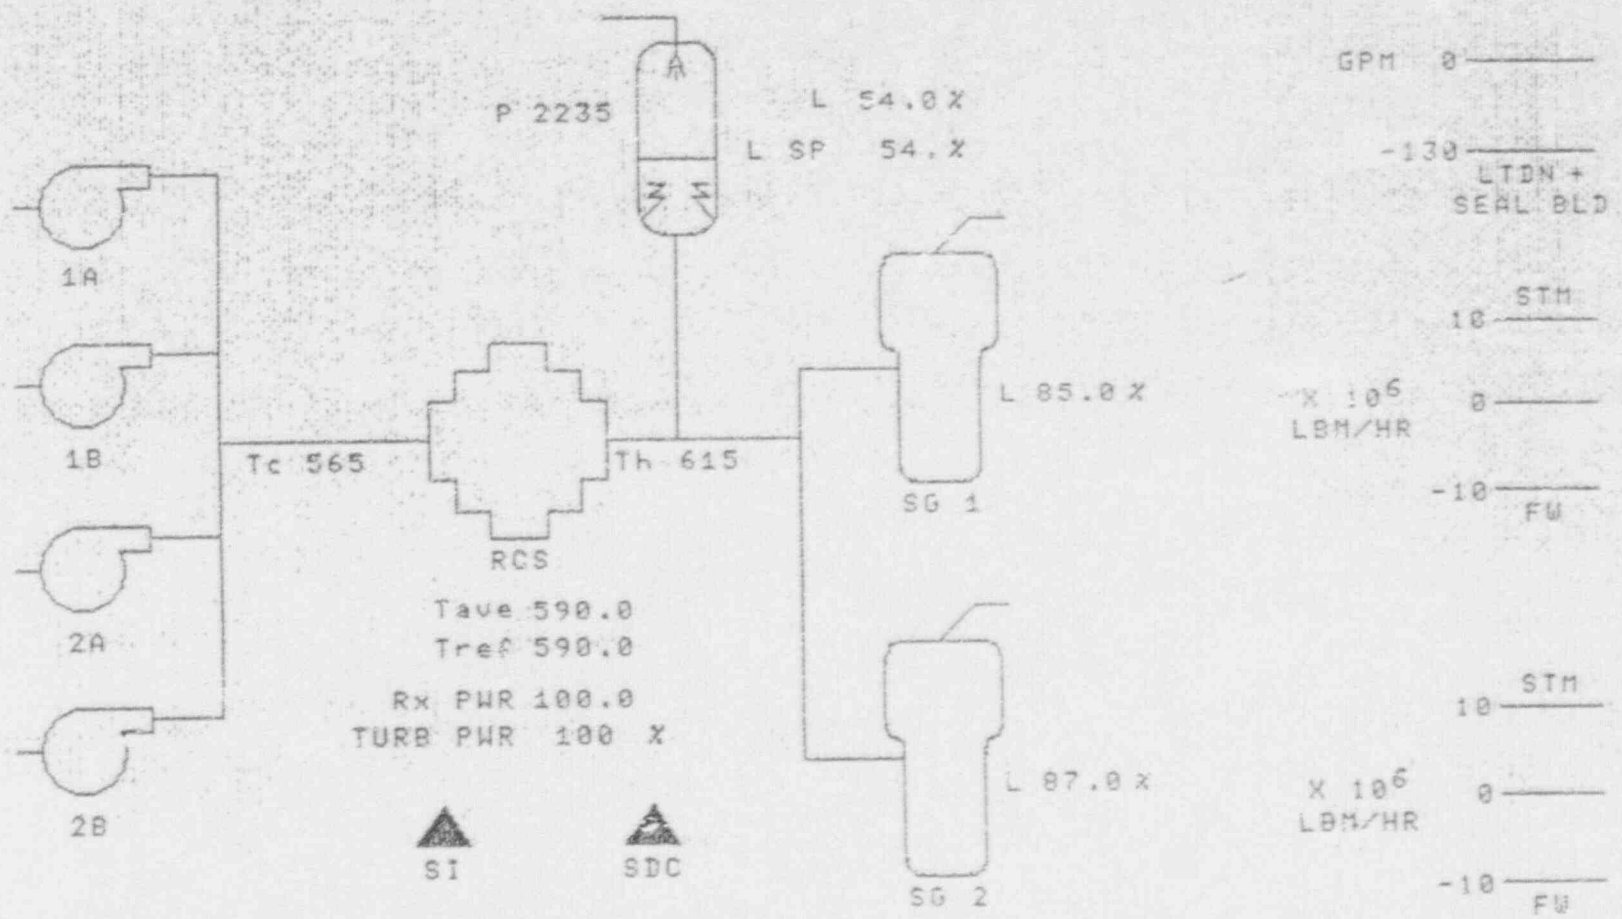 P 2235
L 54.0%
L SP 54.%
GPM 0
-130
LTDN +
SEAL BLD
1A
1B
2A
2B
Tc 565
Th 615
RCS
Tave 590.0
Tref 590.0
Rx PWR 100.0
TURB PWR 100 %
SI
SDC
L 85.0%
SG 1
L 87.0%
SG 2
STM
10
X 10⁶ 0
LBM/HR
-10
FW
STM
10
X 10⁶ 0
LBM/HR
-10
FW